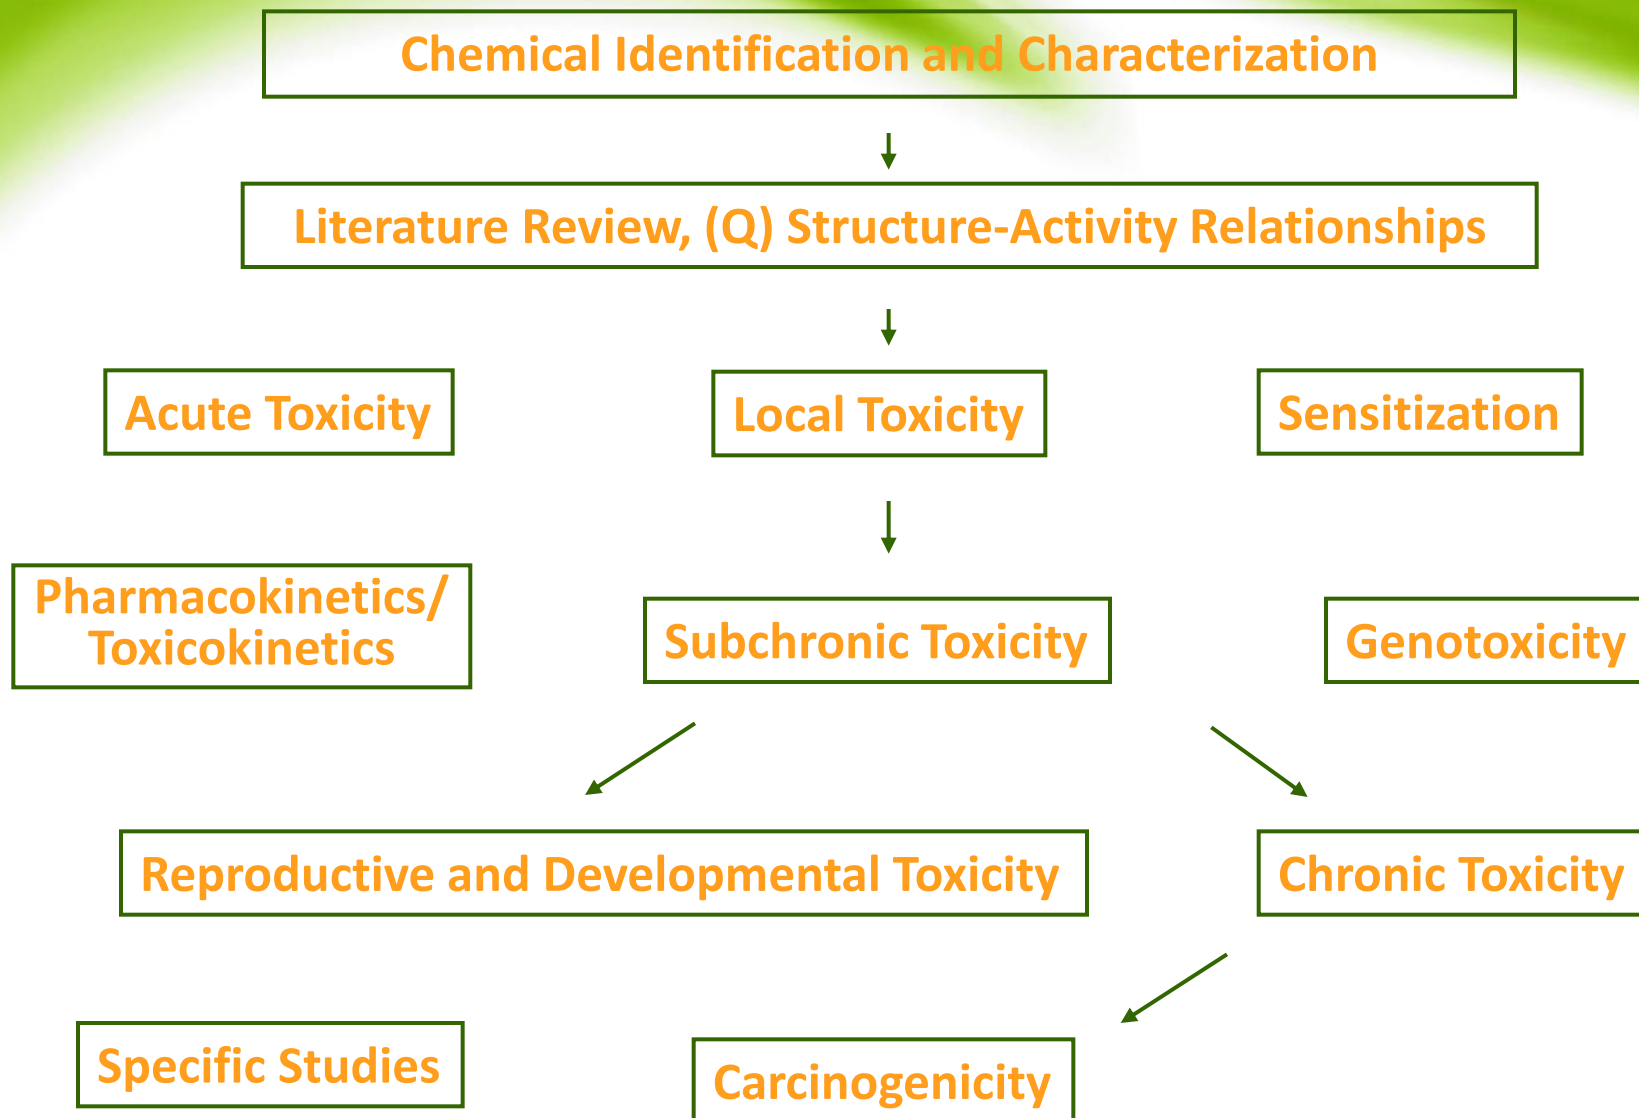 Chemical Identification and Characterization
Literature Review, (Q) Structure-Activity Relationships
Acute Toxicity
Local Toxicity
Sensitization
Pharmacokinetics/
Toxicokinetics
Subchronic Toxicity
Genotoxicity
Reproductive and Developmental Toxicity
Chronic Toxicity
Specific Studies
Carcinogenicity